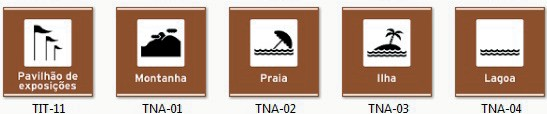 Pavilhão de
exposições
Montanha
Praia
Ilha
Lagoa
TIT-11
TNA-01
TNA-02
TNA-03
TNA-04